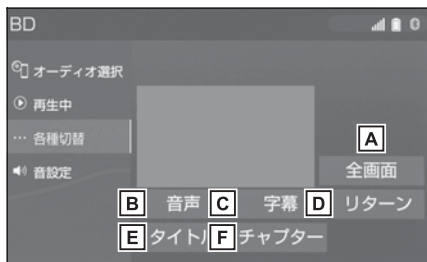 BD
オーディオ選択
再生中
… 各種切替
音設定
A
全画面
B 音声 C 字幕 D リターン
E タイトル F チャプター